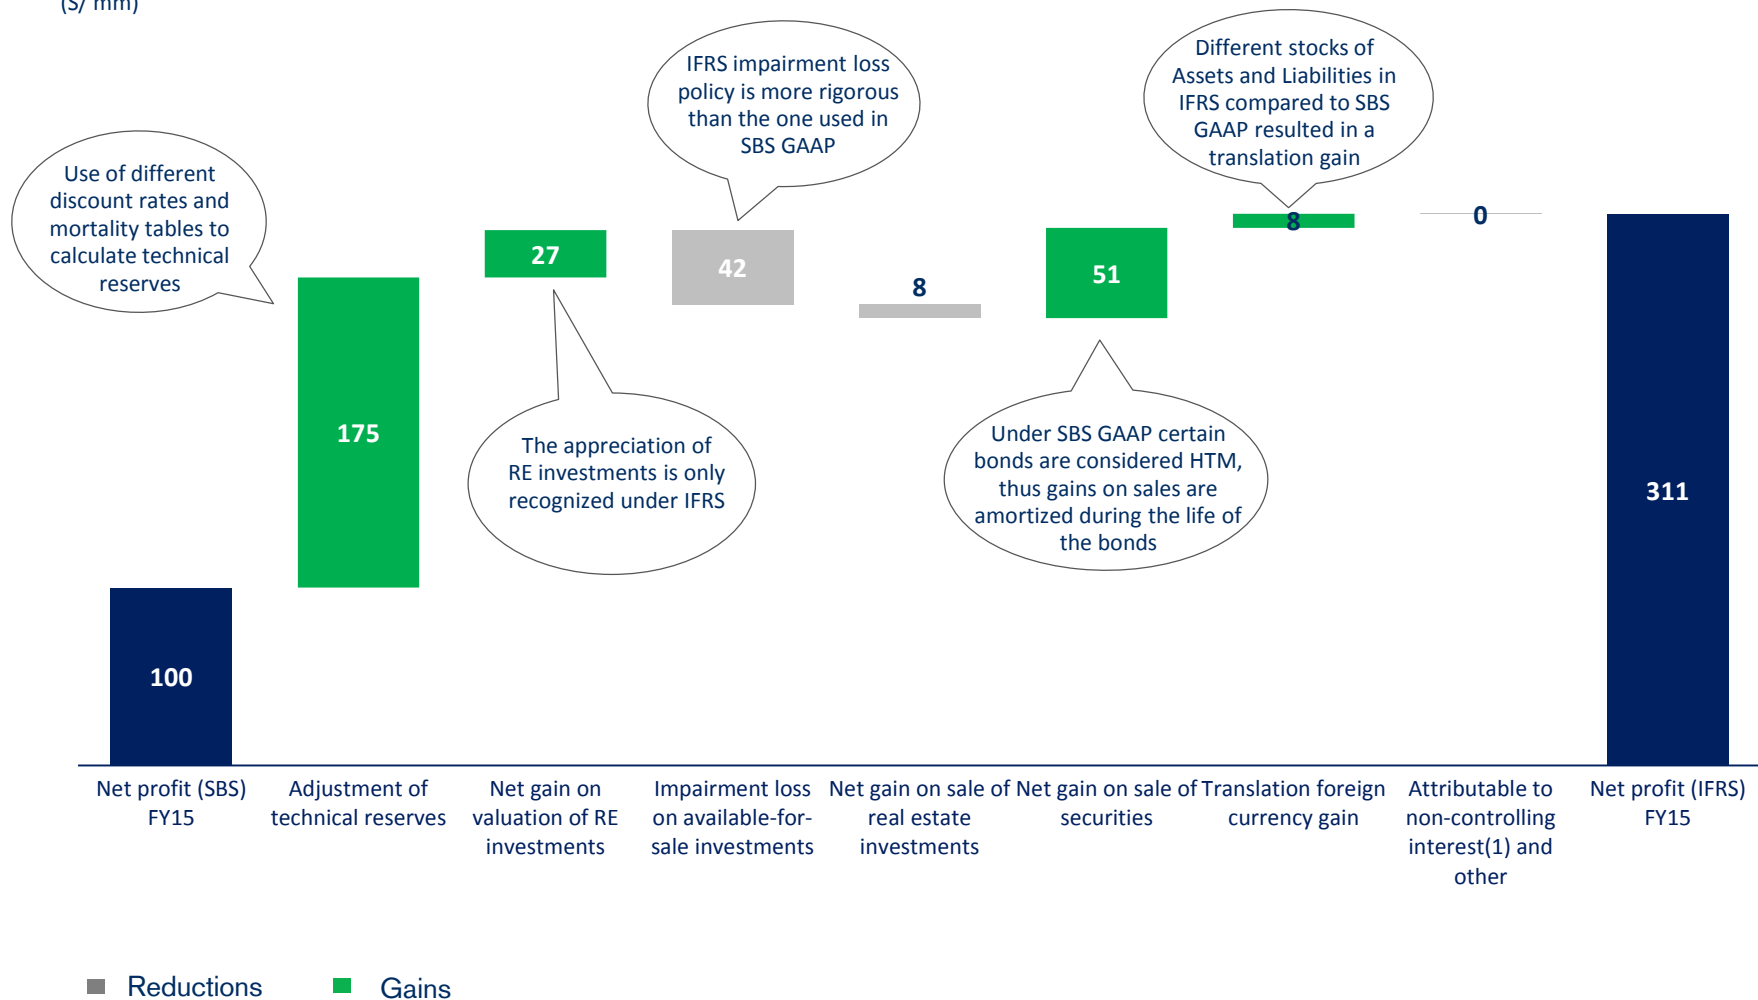 (S/ mm)
IFRS impairment loss
policy is more rigorous
than the one used in
SBS GAAP
Different stocks of
Assets and Liabilities in
IFRS compared to SBS
GAAP resulted in a
translation gain
Use of different
discount rates and
mortality tables to
calculate technical
reserves
100
175
27
42
8
51
8
0
311
The appreciation of
RE investments is only
recognized under IFRS
Under SBS GAAP certain
bonds are considered HTM,
thus gains on sales are
amortized during the life of
the bonds
Net profit (SBS)
FY15
Adjustment of
technical reserves
Net gain on
valuation of RE
investments
Impairment loss
on available-for-
sale investments
Net gain on sale of
real estate
investments
Net gain on sale of
securities
Translation foreign
currency gain
Attributable to
non-controlling
interest(1) and
other
Net profit (IFRS)
FY15
Reductions
Gains